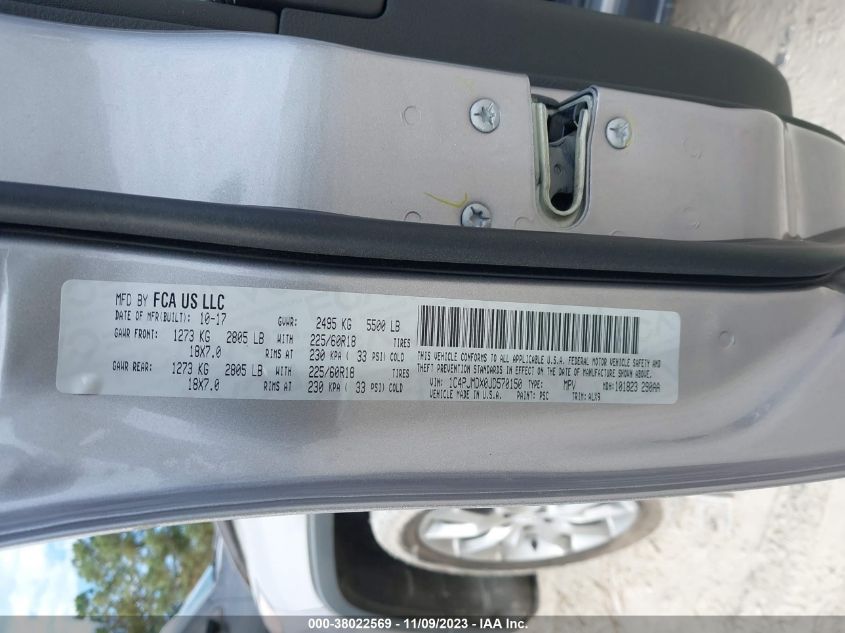 MFD BY FCA US LLC
DATE OF MFR(BUILT): 10-17 GVWR: 2495 KG 5500 LB
GAWR FRONT: 1273 KG 2805 LB WITH 225/60R18 TIRES
18X7.0 RIMS AT 230 KPA ( 33 PSI) COLD
GAWR REAR: 1273 KG 2805 LB WITH 225/60R18 TIRES
18X7.0 RIMS AT 230 KPA ( 33 PSI) COLD
THIS VEHICLE CONFORMS TO ALL APPLICABLE U.S.A. FEDERAL MOTOR VEHICLE SAFETY, BUMPER AND
THEFT PREVENTION STANDARDS IN EFFECT ON THE DATE OF MANUFACTURE SHOWN ABOVE.
VIN: 1C4PJMDX0JD570150 TYPE: MPV MDH: 101823 290AA
VEHICLE MADE IN U.S.A. PAINT: PSC TRIM: ALX9
000-38022569 - 11/09/2023 - IAA Inc.